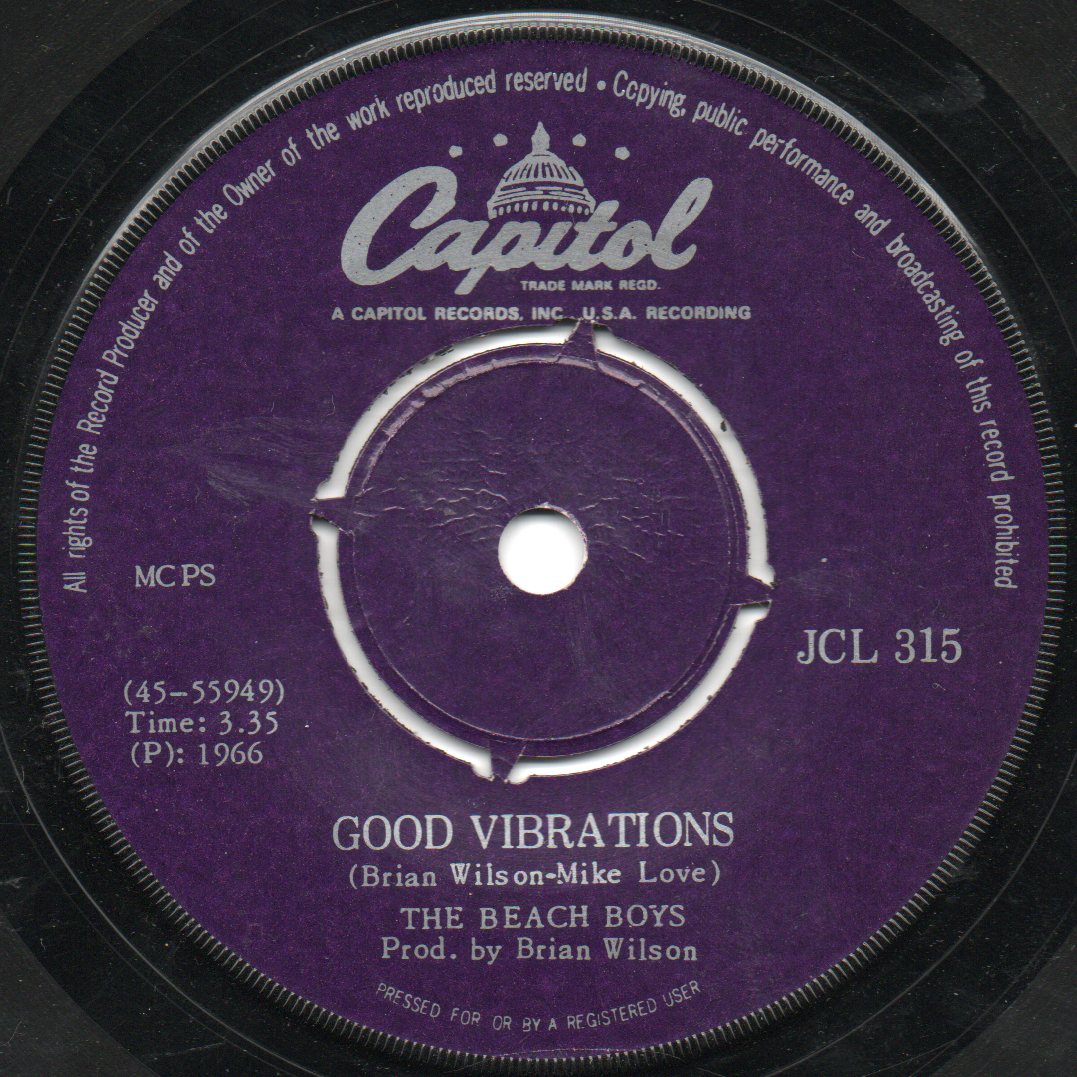 All rights of the Record Producer and of the Owner of the work reproduced reserved • Copying, public performance and broadcasting of this record prohibited
Capitol
TRADE MARK REGD.
A CAPITOL RECORDS, INC. U.S.A. RECORDING
MCPS
JCL 315
(45-55949)
Time: 3.35
(P): 1966
GOOD VIBRATIONS
(Brian Wilson-Mike Love)
THE BEACH BOYS
Prod. by Brian Wilson
PRESSED FOR OR BY A REGISTERED USER